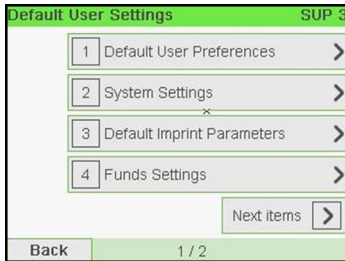 Default User Settings SUP 3
1 Default User Preferences
2 System Settings
3 Default Imprint Parameters
4 Funds Settings
Next items
Back 1 / 2